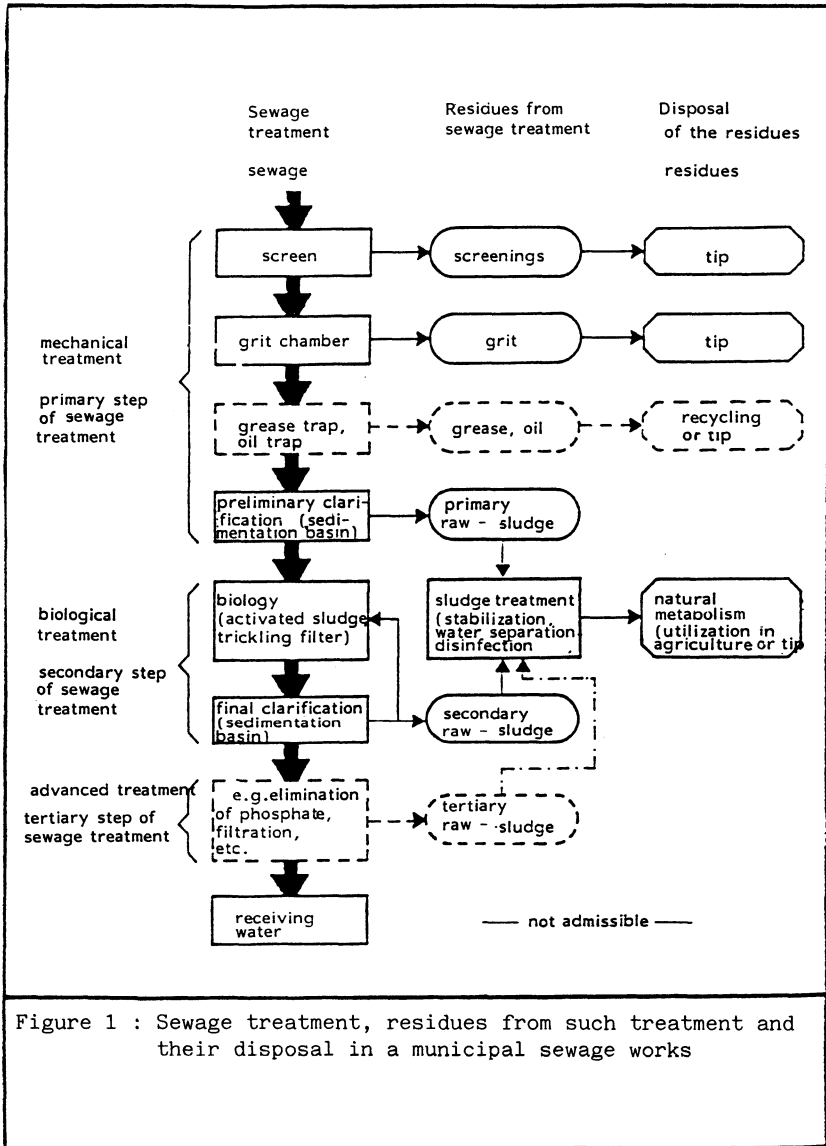 Sewage
treatment
Residues from
sewage treatment
Disposal
of the residues
sewage
residues
mechanical
treatment
primary step
of sewage
treatment
screen
screenings
tip
grit chamber
grit
tip
grease trap,
oil trap
grease, oil
recycling
or tip
preliminary clari-
fication (sedi-
mentation basin)
primary
raw - sludge
biological
treatment
secondary step
of sewage
treatment
biology
(activated sludge
trickling filter)
sludge treatment
(stabilization,
water separation
disinfection
natural
metabolism
(utilization in
agriculture or tip
final clarification
(sedimentation
basin)
secondary
raw - sludge
advanced treatment
tertiary step of
sewage treatment
e.g.elimination
of phosphate,
filtration,
etc.
tertiary
raw - sludge
receiving
water
not admissible
Figure 1 : Sewage treatment, residues from such treatment and
their disposal in a municipal sewage works